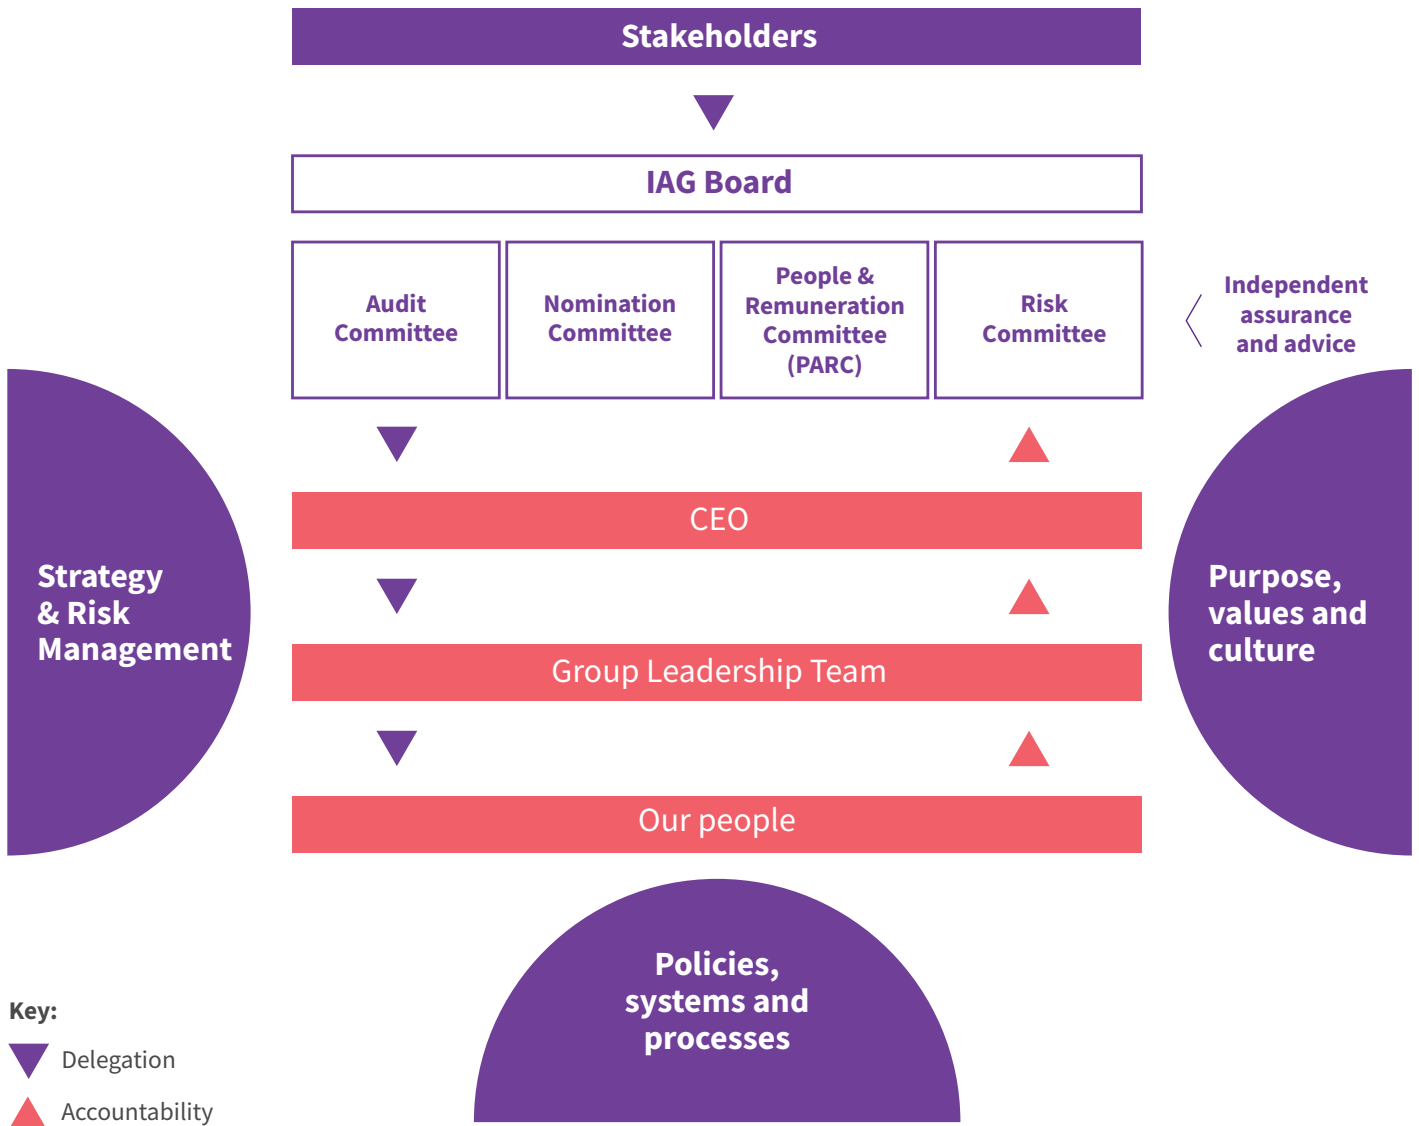 Stakeholders
IAG Board
Audit
Committee
Nomination
Committee
People &
Remuneration
Committee
(PARC)
Risk
Committee
Independent
assurance
and advice
CEO
Strategy
& Risk
Management
Purpose,
values and
culture
Group Leadership Team
Our people
Policies,
systems and
processes
Key:
Delegation
Accountability